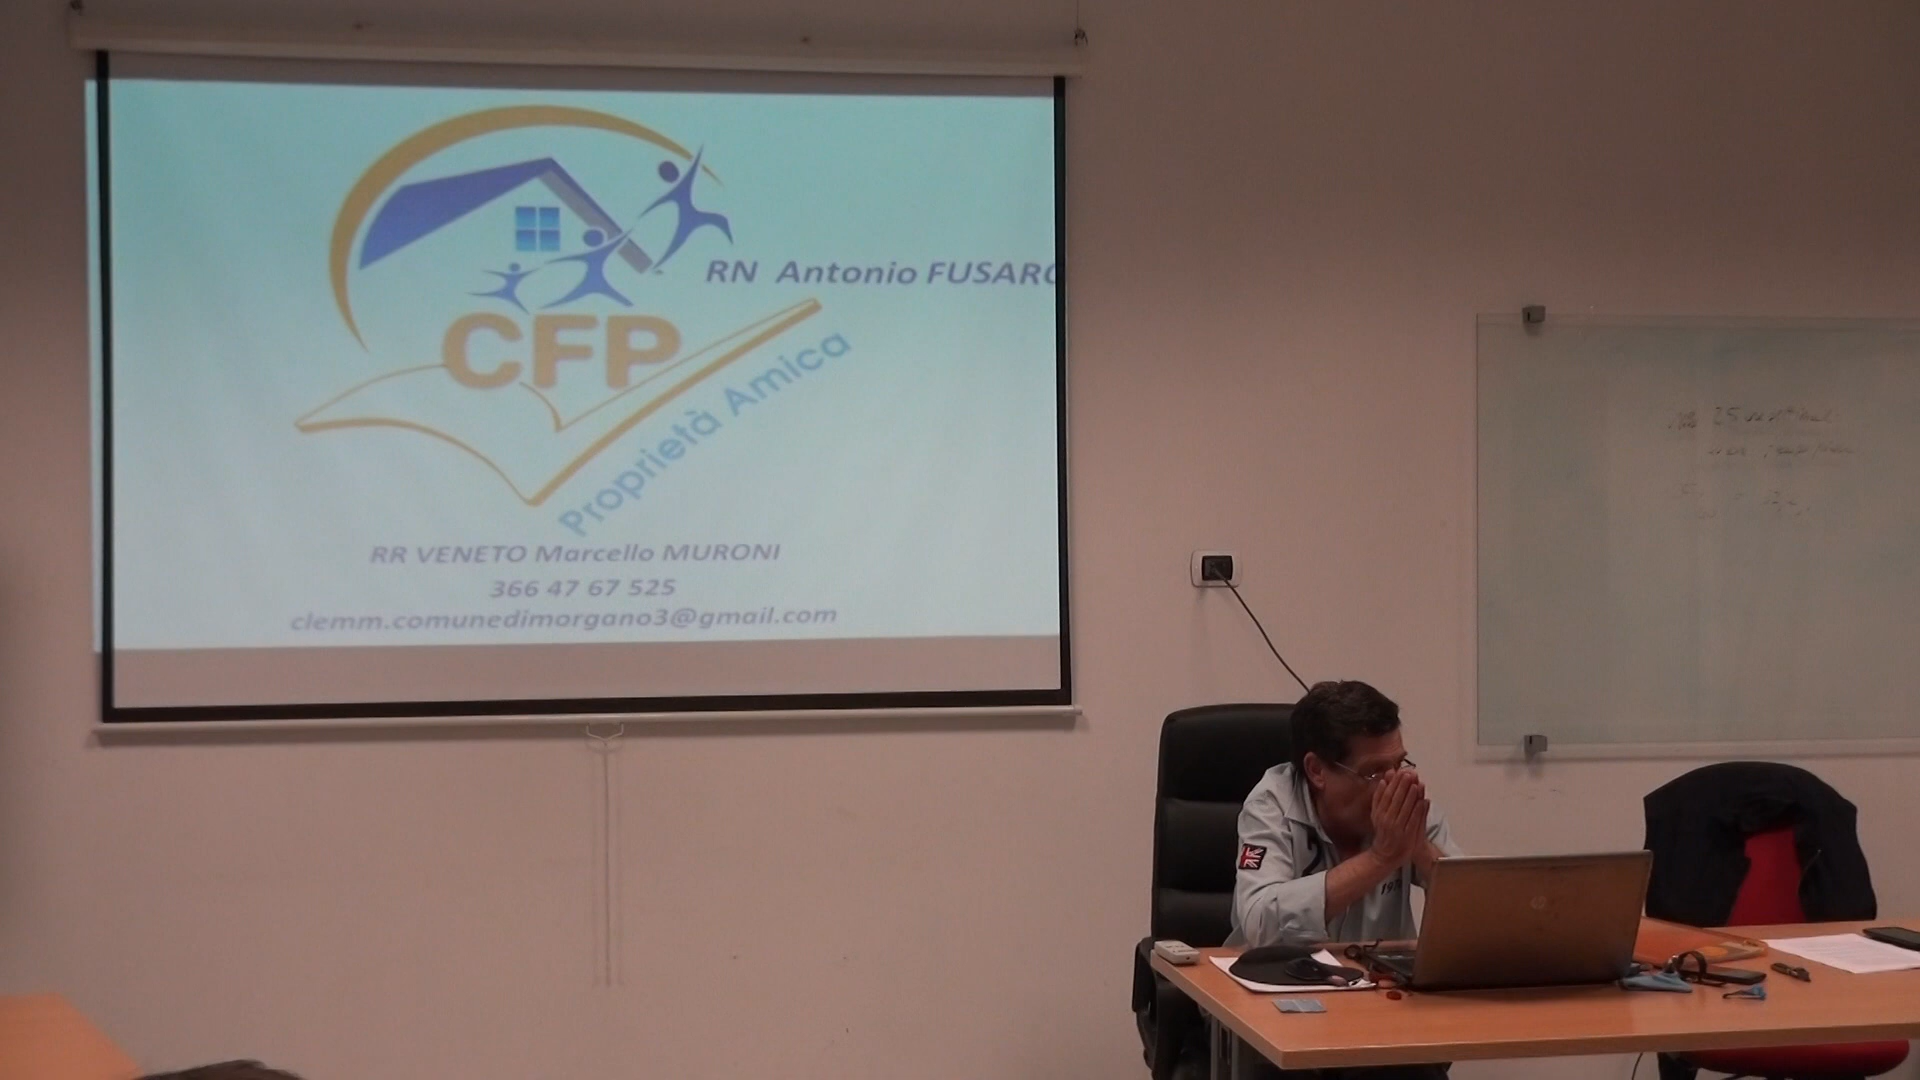 RN Antonio FUSARO
CFP
Proprietà Amica
RR VENETO Marcello MURONI
366 47 67 525
clemm.comunedimorgano3@gmail.com